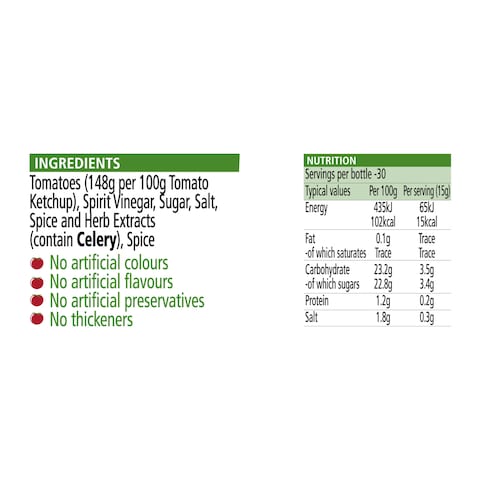 INGREDIENTS
Tomatoes (148g per 100g Tomato
Ketchup), Spirit Vinegar, Sugar, Salt,
Spice and Herb Extracts
(contain Celery), Spice
No artificial colours
No artificial flavours
No artificial preservatives
No thickeners
NUTRITION
Servings per bottle -30
Typical values Per 100g Per serving (15g)
Energy 435kJ 65kJ
102kcal 15kcal
Fat 0.1g Trace
-of which saturates Trace Trace
Carbohydrate 23.2g 3.5g
-of which sugars 22.8g 3.4g
Protein 1.2g 0.2g
Salt 1.8g 0.3g